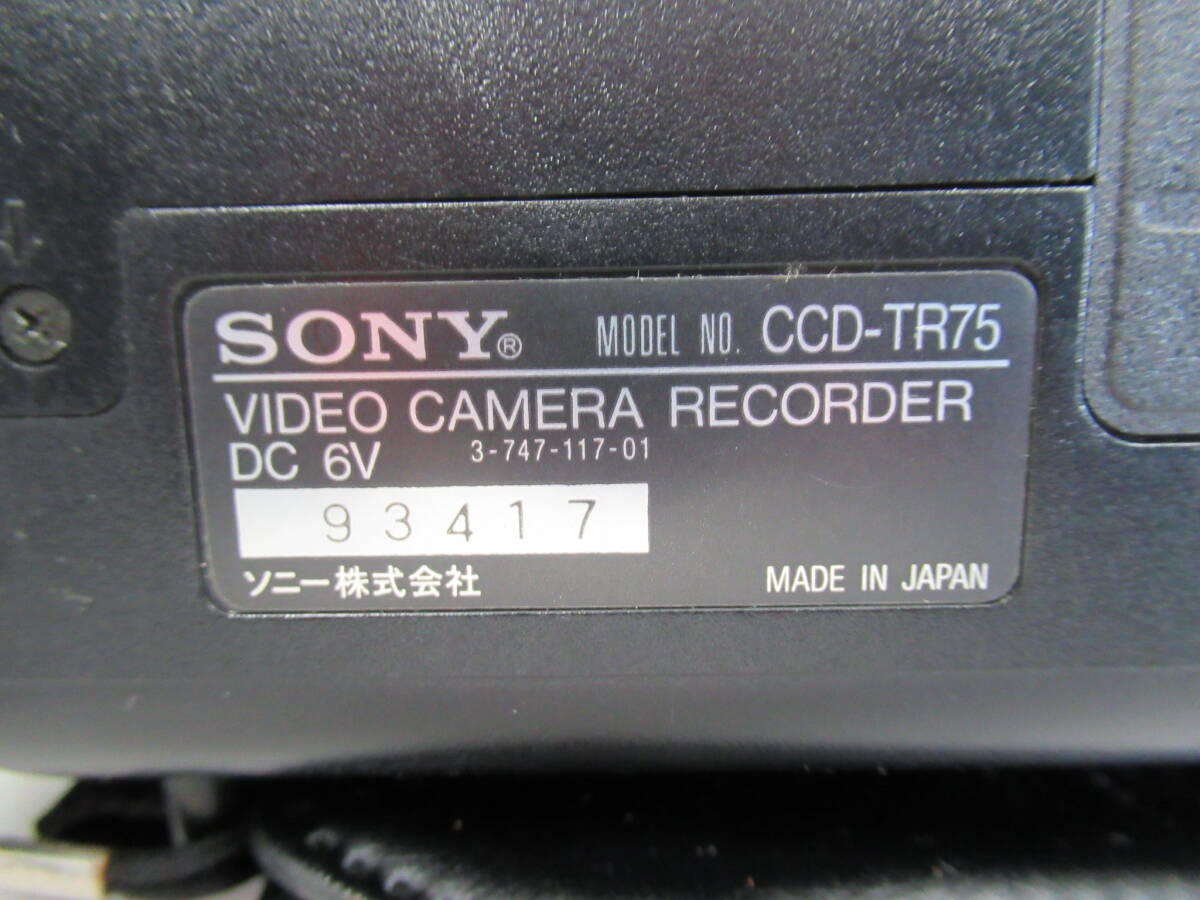 SONY® MODEL NO. CCD-TR75
VIDEO CAMERA RECORDER
DC 6V 3-747-117-01
93417
ソニー株式会社 MADE IN JAPAN